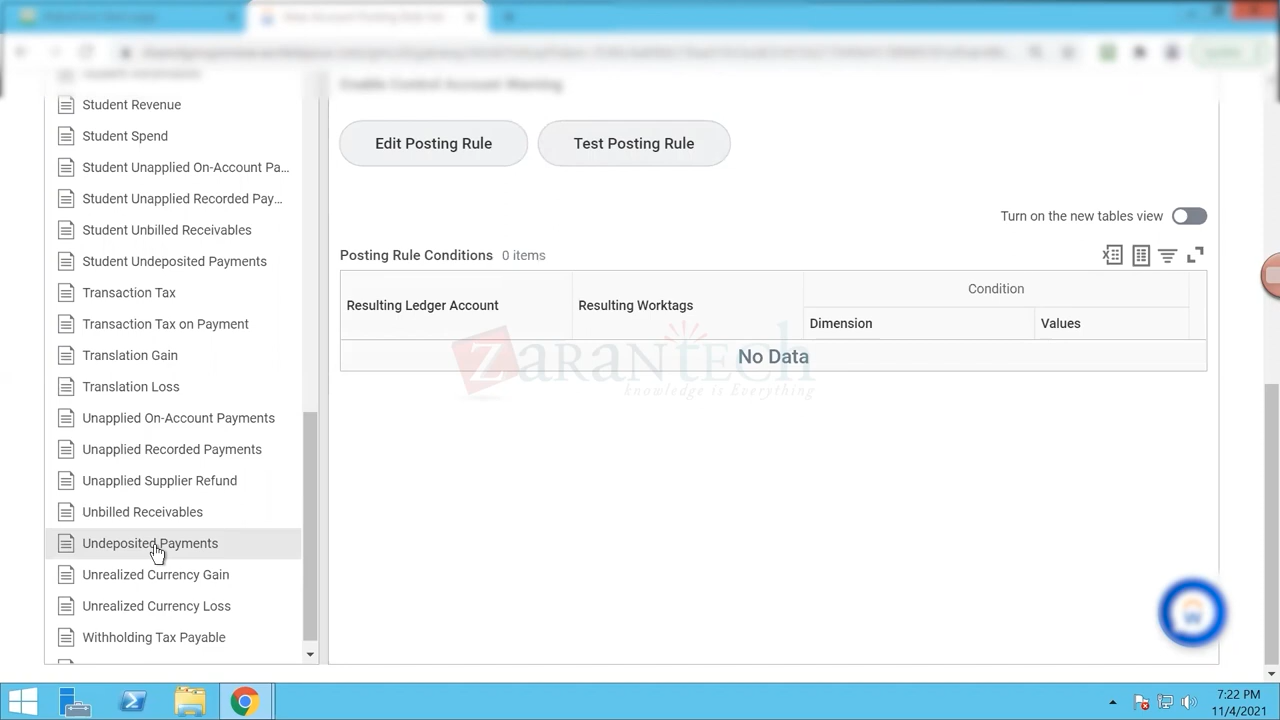 Enable Control Account Warning
Student Revenue
Student Spend
Student Unapplied On-Account Pa...
Student Unapplied Recorded Pay...
Student Unbilled Receivables
Student Undeposited Payments
Transaction Tax
Transaction Tax on Payment
Translation Gain
Translation Loss
Unapplied On-Account Payments
Unapplied Recorded Payments
Unapplied Supplier Refund
Unbilled Receivables
Undeposited Payments
Unrealized Currency Gain
Unrealized Currency Loss
Withholding Tax Payable
Edit Posting Rule
Test Posting Rule
Turn on the new tables view
Posting Rule Conditions 0 items
Resulting Ledger Account
Resulting Worktags
Condition
Dimension
Values
No Data
ZaranTech
knowledge is Everything
7:22 PM
11/4/2021